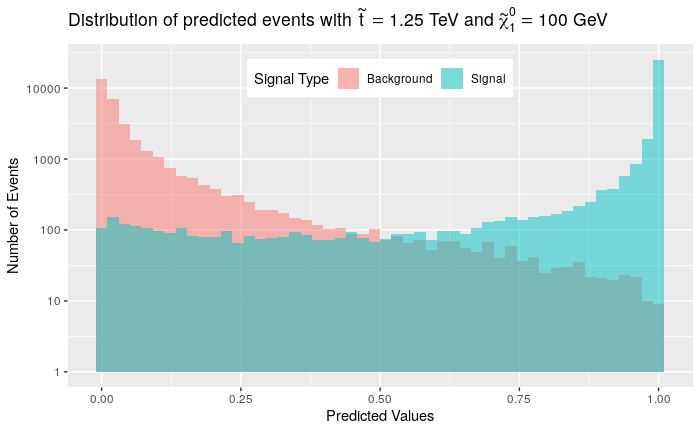 Distribution of predicted events with t̃ = 1.25 TeV and χ̃₁⁰ = 100 GeV
Signal Type Background Signal
Number of Events
10000
1000
100
10
1
0.00 0.25 0.50 0.75 1.00
Predicted Values